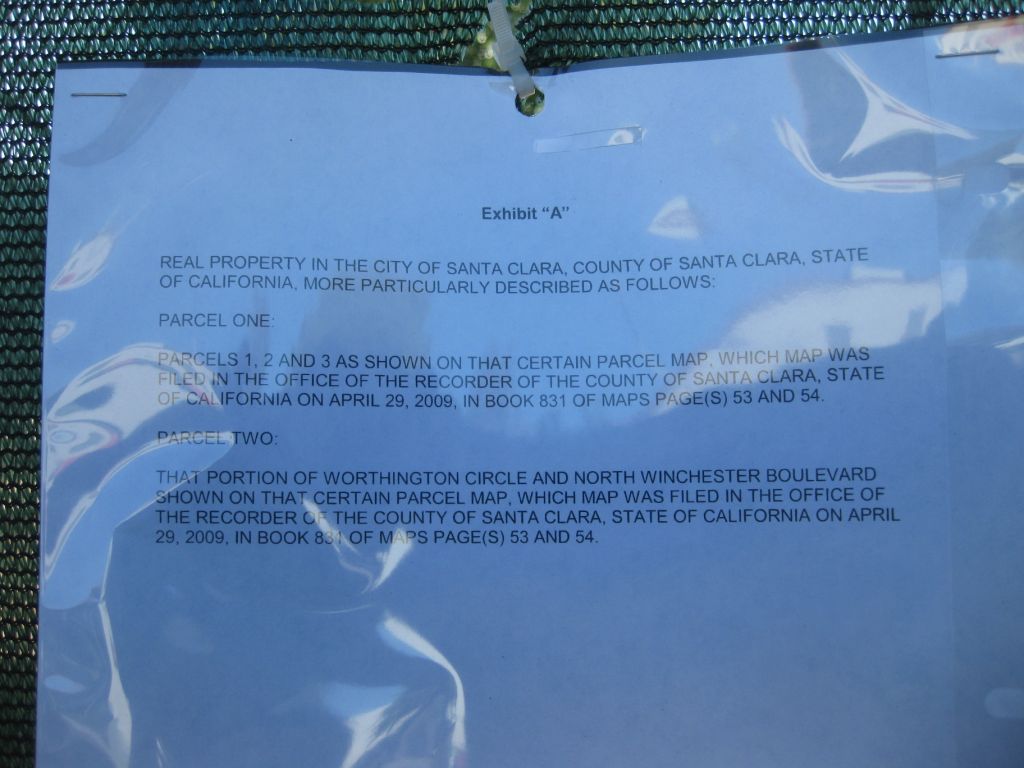 Exhibit “A”
REAL PROPERTY IN THE CITY OF SANTA CLARA, COUNTY OF SANTA CLARA, STATE
OF CALIFORNIA, MORE PARTICULARLY DESCRIBED AS FOLLOWS:
PARCEL ONE:
PARCELS 1, 2 AND 3 AS SHOWN ON THAT CERTAIN PARCEL MAP, WHICH MAP WAS
FILED IN THE OFFICE OF THE RECORDER OF THE COUNTY OF SANTA CLARA, STATE
OF CALIFORNIA ON APRIL 29, 2009, IN BOOK 831 OF MAPS PAGE(S) 53 AND 54.
PARCEL TWO:
THAT PORTION OF WORTHINGTON CIRCLE AND NORTH WINCHESTER BOULEVARD
SHOWN ON THAT CERTAIN PARCEL MAP, WHICH MAP WAS FILED IN THE OFFICE OF
THE RECORDER OF THE COUNTY OF SANTA CLARA, STATE OF CALIFORNIA ON APRIL
29, 2009, IN BOOK 831 OF MAPS PAGE(S) 53 AND 54.